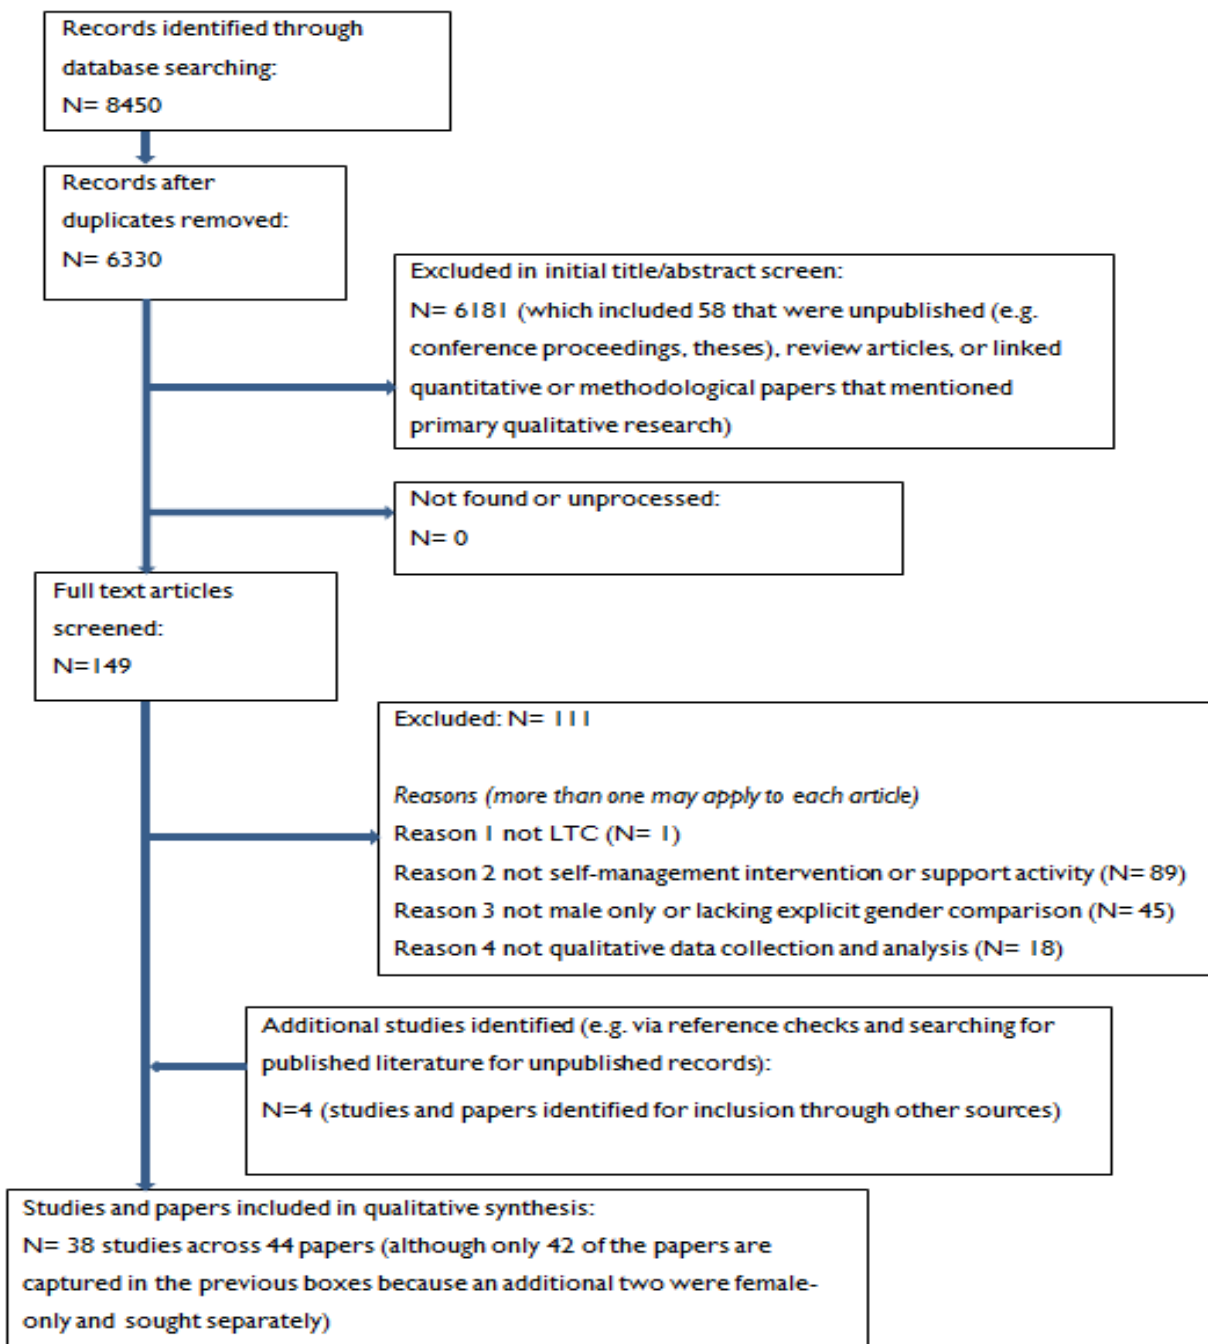 Records identified through
database searching:
N= 8450
Records after
duplicates removed:
N= 6330
Excluded in initial title/abstract screen:
N= 6181 (which included 58 that were unpublished (e.g.
conference proceedings, theses), review articles, or linked
quantitative or methodological papers that mentioned
primary qualitative research)
Not found or unprocessed:
N= 0
Full text articles
screened:
N=149
Excluded: N= 111
Reasons (more than one may apply to each article)
Reason 1 not LTC (N= 1)
Reason 2 not self-management intervention or support activity (N= 89)
Reason 3 not male only or lacking explicit gender comparison (N= 45)
Reason 4 not qualitative data collection and analysis (N= 18)
Additional studies identified (e.g. via reference checks and searching for
published literature for unpublished records):
N=4 (studies and papers identified for inclusion through other sources)
Studies and papers included in qualitative synthesis:
N= 38 studies across 44 papers (although only 42 of the papers are
captured in the previous boxes because an additional two were female-
only and sought separately)